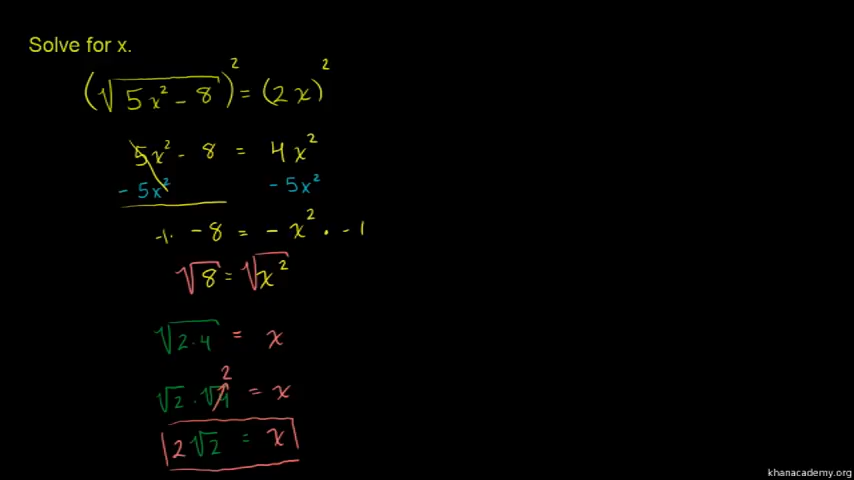 Solve for x.
(√(5x² - 8))² = (2x)²
5x² - 8 = 4x²
- 5x² - 5x²
-1· -8 = -x² · -1
√8 = √x²
√(2·4) = x
√2 · √4 2 = x
2√2 = x
khanacademy.org